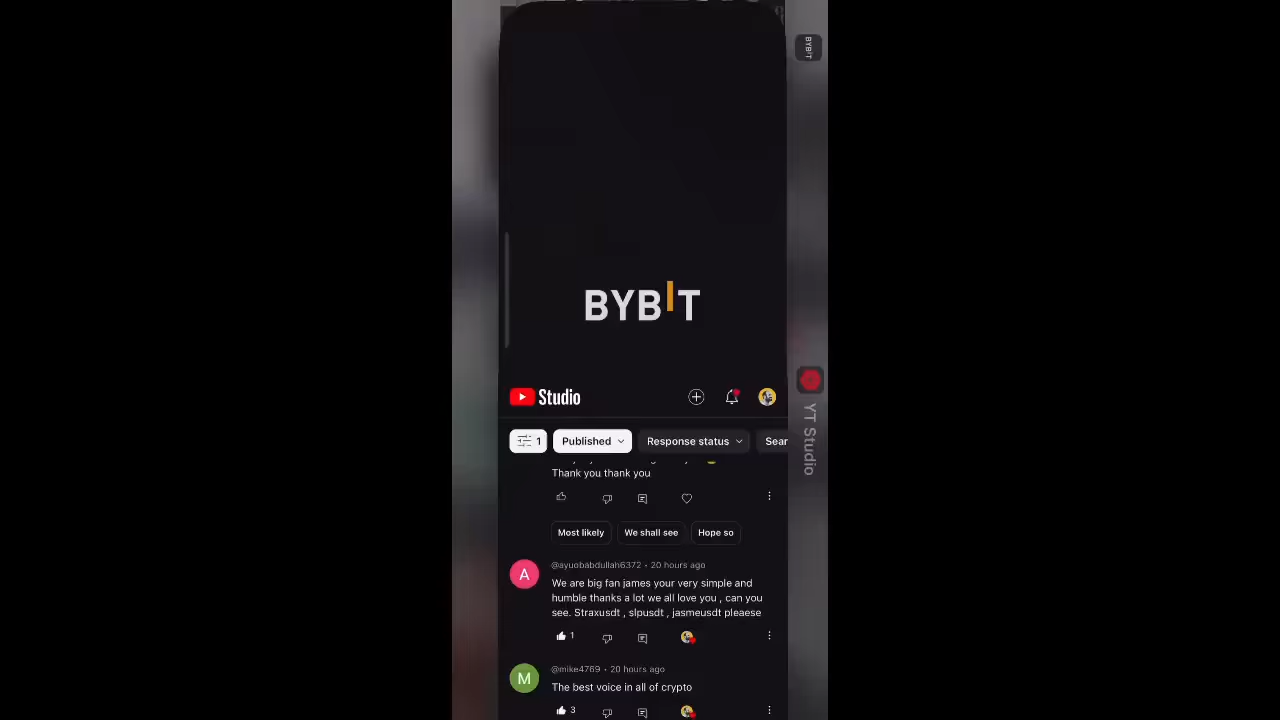 BYBIT
BYBIT
Studio
1
Published
Response status
Sear
Thank you thank you
Most likely
We shall see
Hope so
A
@ayuobabdullah6372 • 20 hours ago
We are big fan james your very simple and
humble thanks a lot we all love you , can you
see. Straxusdt , slpusdt , jasmeusdt pleaese
1
M
@mike4769 • 20 hours ago
The best voice in all of crypto
3
YT Studio